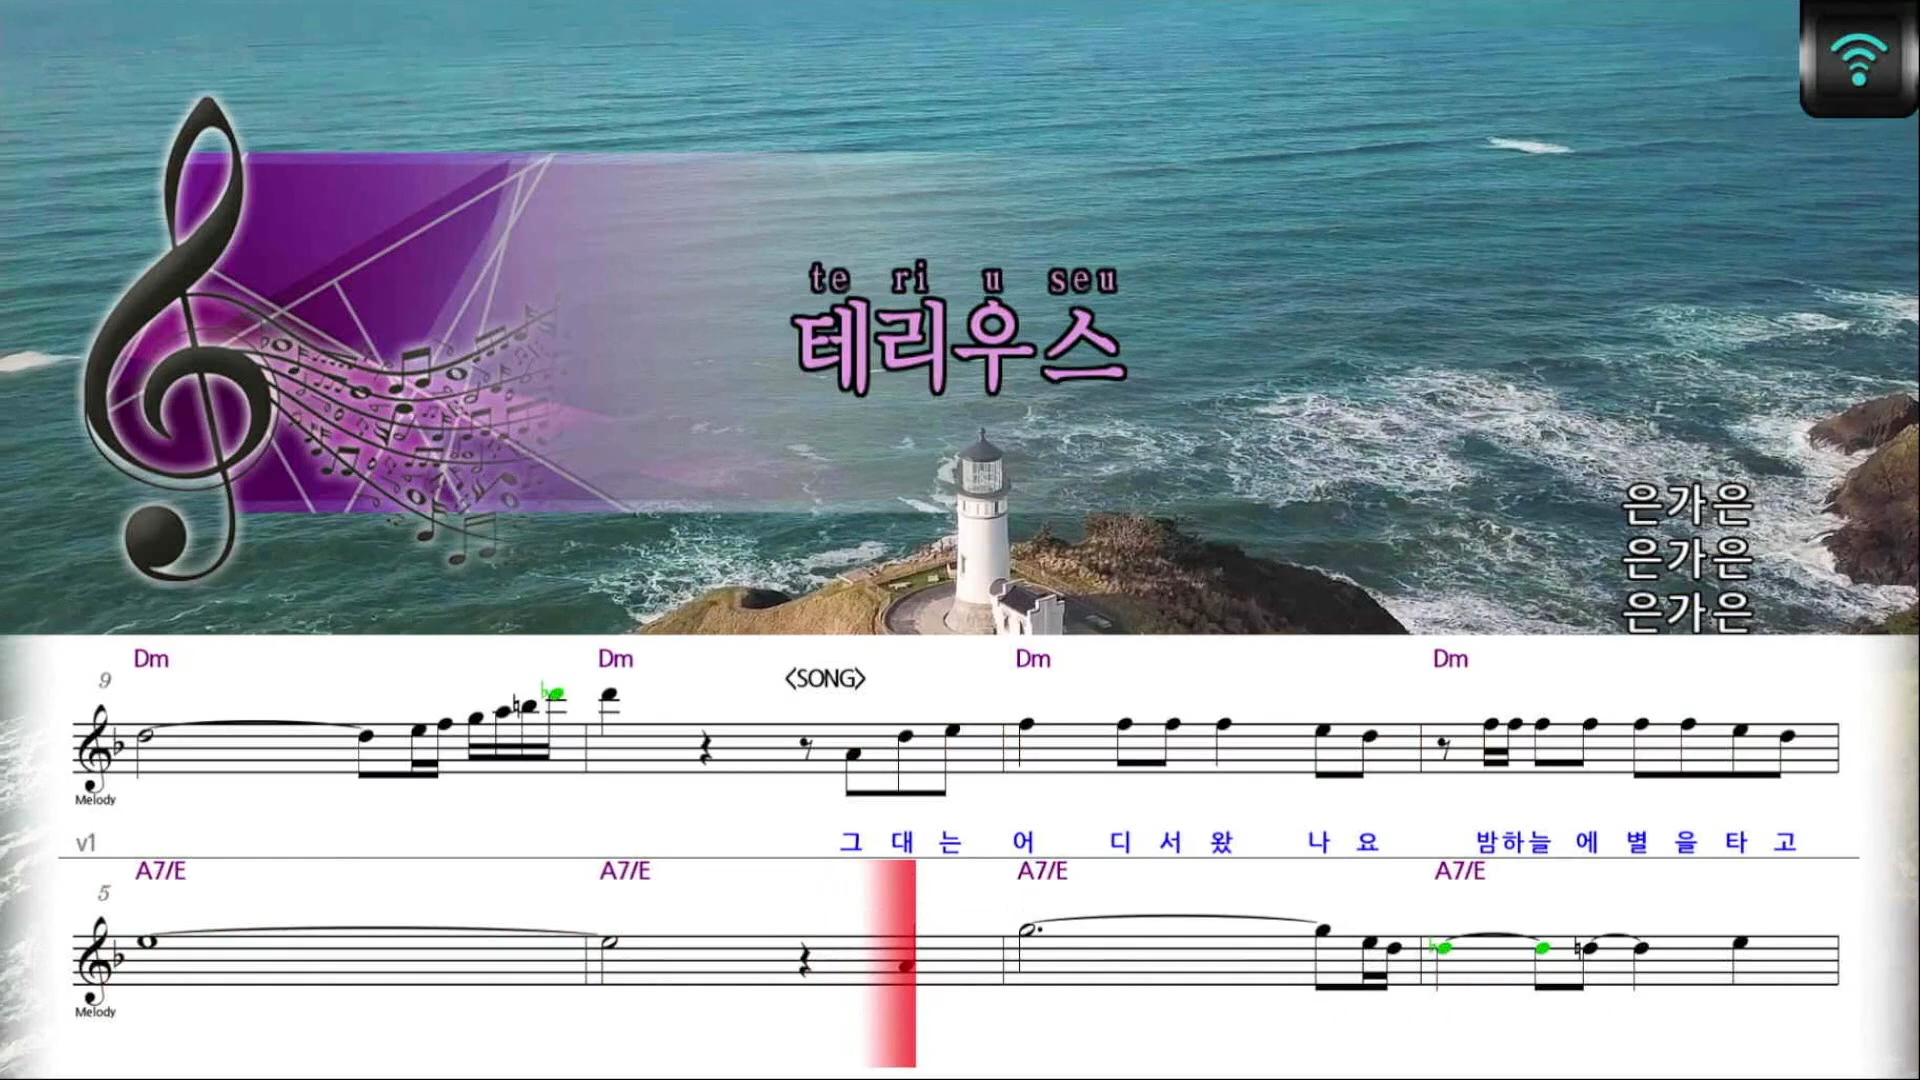 te ri u seu
테리우스
은가은
은가은
은가은
Dm Dm <SONG> Dm Dm
9
Melody
v1 그 대 는 어 디 서 왔 나 요 밤하늘 에 별 을 타 고
A7/E A7/E A7/E A7/E
5
Melody